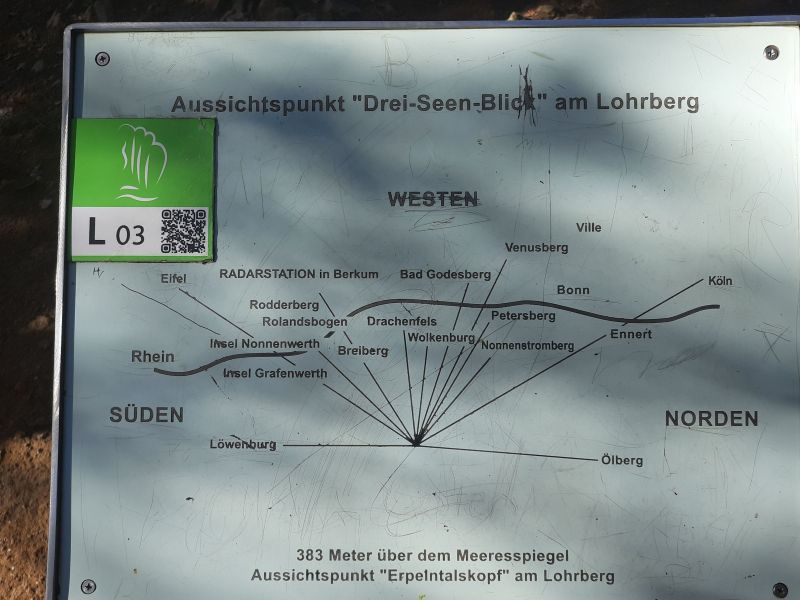 Aussichtspunkt "Drei-Seen-Blick" am Lohrberg
L 03
WESTEN
Ville
Venusberg
Eifel
RADARSTATION in Berkum
Bad Godesberg
Köln
Bonn
Rodderberg
Rolandsbogen
Drachenfels
Petersberg
Insel Nonnenwerth
Breiberg
Wolkenburg
Nonnenstromberg
Ennert
Rhein
Insel Grafenwerth
SÜDEN
NORDEN
Löwenburg
Ölberg
383 Meter über dem Meeresspiegel
Aussichtspunkt "Erpelntalskopf" am Lohrberg